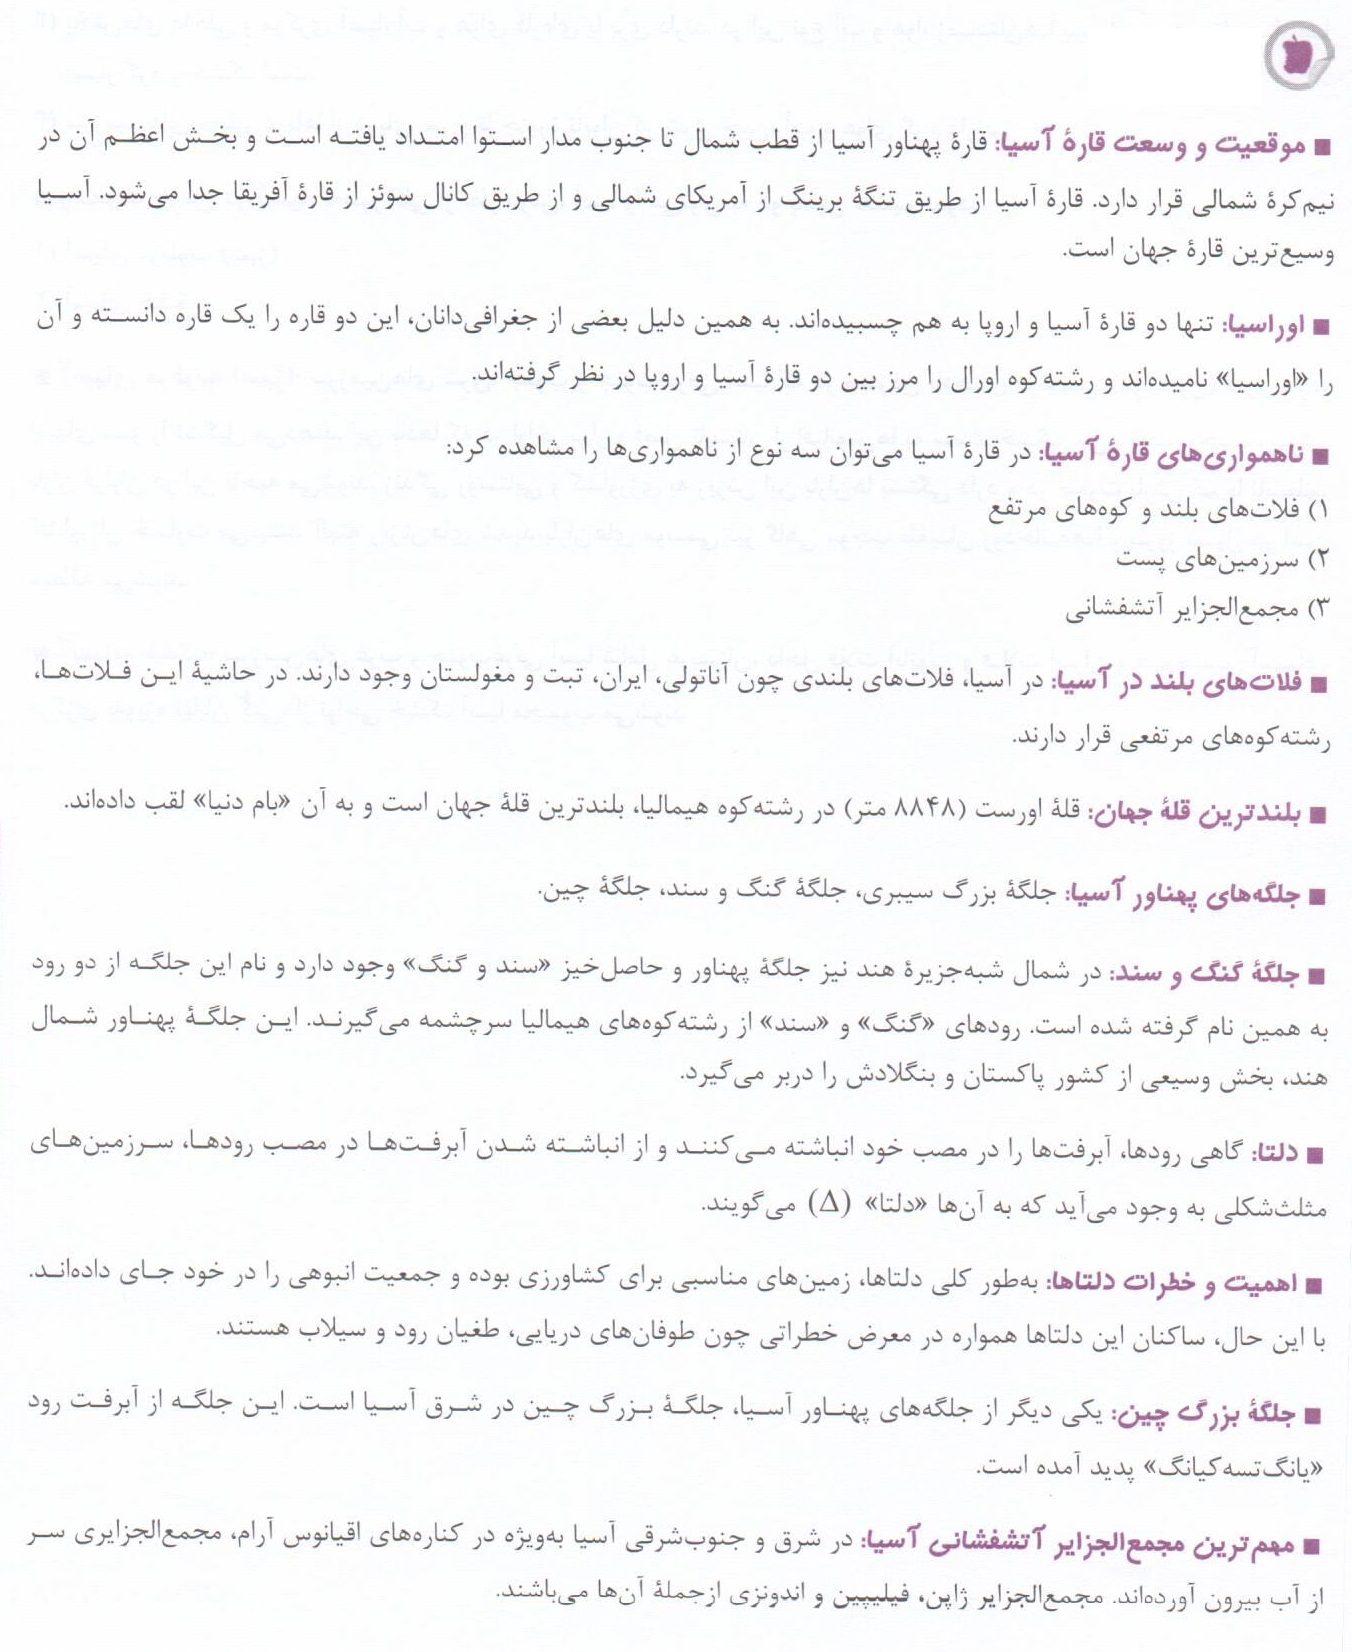 ■ موقعیت و وسعت قارهٔ آسیا: قارهٔ پهناور آسیا از قطب شمال تا جنوب مدار استوا امتداد یافته است و بخش اعظم آن در
نیم‌کرهٔ شمالی قرار دارد. قارهٔ آسیا از طریق تنگهٔ برینگ از آمریکای شمالی و از طریق کانال سوئز از قارهٔ آفریقا جدا می‌شود. آسیا
وسیع‌ترین قارهٔ جهان است.
■ اوراسیا: تنها دو قارهٔ آسیا و اروپا به هم چسبیده‌اند. به همین دلیل بعضی از جغرافی‌دانان، این دو قاره را یک قاره دانسته و آن
را «اوراسیا» نامیده‌اند و رشته‌کوه اورال را مرز بین دو قارهٔ آسیا و اروپا در نظر گرفته‌اند.
■ ناهمواری‌های قارهٔ آسیا: در قارهٔ آسیا می‌توان سه نوع از ناهمواری‌ها را مشاهده کرد:
۱) فلات‌های بلند و کوه‌های مرتفع
۲) سرزمین‌های پست
۳) مجمع‌الجزایر آتشفشانی
■ فلات‌های بلند در آسیا: در آسیا، فلات‌های بلندی چون آناتولی، ایران، تبت و مغولستان وجود دارند. در حاشیهٔ این فلات‌ها،
رشته‌کوه‌های مرتفعی قرار دارند.
■ بلندترین قلهٔ جهان: قلهٔ اورست (۸۸۴۸ متر) در رشته‌کوه هیمالیا، بلندترین قلهٔ جهان است و به آن «بام دنیا» لقب داده‌اند.
■ جلگه‌های پهناور آسیا: جلگهٔ بزرگ سیبری، جلگهٔ گنگ و سند، جلگهٔ چین.
■ جلگهٔ گنگ و سند: در شمال شبه‌جزیرهٔ هند نیز جلگهٔ پهناور و حاصل‌خیز «سند و گنگ» وجود دارد و نام این جلگه از دو رود
به همین نام گرفته شده است. رودهای «گنگ» و «سند» از رشته‌کوه‌های هیمالیا سرچشمه می‌گیرند. این جلگهٔ پهناور شمال
هند، بخش وسیعی از کشور پاکستان و بنگلادش را دربر می‌گیرد.
■ دلتا: گاهی رودها، آبرفت‌ها را در مصب خود انباشته می‌کنند و از انباشته شدن آبرفت‌ها در مصب رودها، سرزمین‌های
مثلث‌شکلی به وجود می‌آید که به آن‌ها «دلتا» (Δ) می‌گویند.
■ اهمیت و خطرات دلتاها: به‌طور کلی دلتاها، زمین‌های مناسبی برای کشاورزی بوده و جمعیت انبوهی را در خود جای داده‌اند.
با این حال، ساکنان این دلتاها همواره در معرض خطراتی چون طوفان‌های دریایی، طغیان رود و سیلاب هستند.
■ جلگهٔ بزرگ چین: یکی دیگر از جلگه‌های پهناور آسیا، جلگهٔ بزرگ چین در شرق آسیا است. این جلگه از آبرفت رود
«یانگ‌تسه‌کیانگ» پدید آمده است.
■ مهم‌ترین مجمع‌الجزایر آتشفشانی آسیا: در شرق و جنوب‌شرقی آسیا به‌ویژه در کناره‌های اقیانوس آرام، مجمع‌الجزایری سر
از آب بیرون آورده‌اند. مجمع‌الجزایر ژاپن، فیلیپین و اندونزی ازجملهٔ آن‌ها می‌باشند.